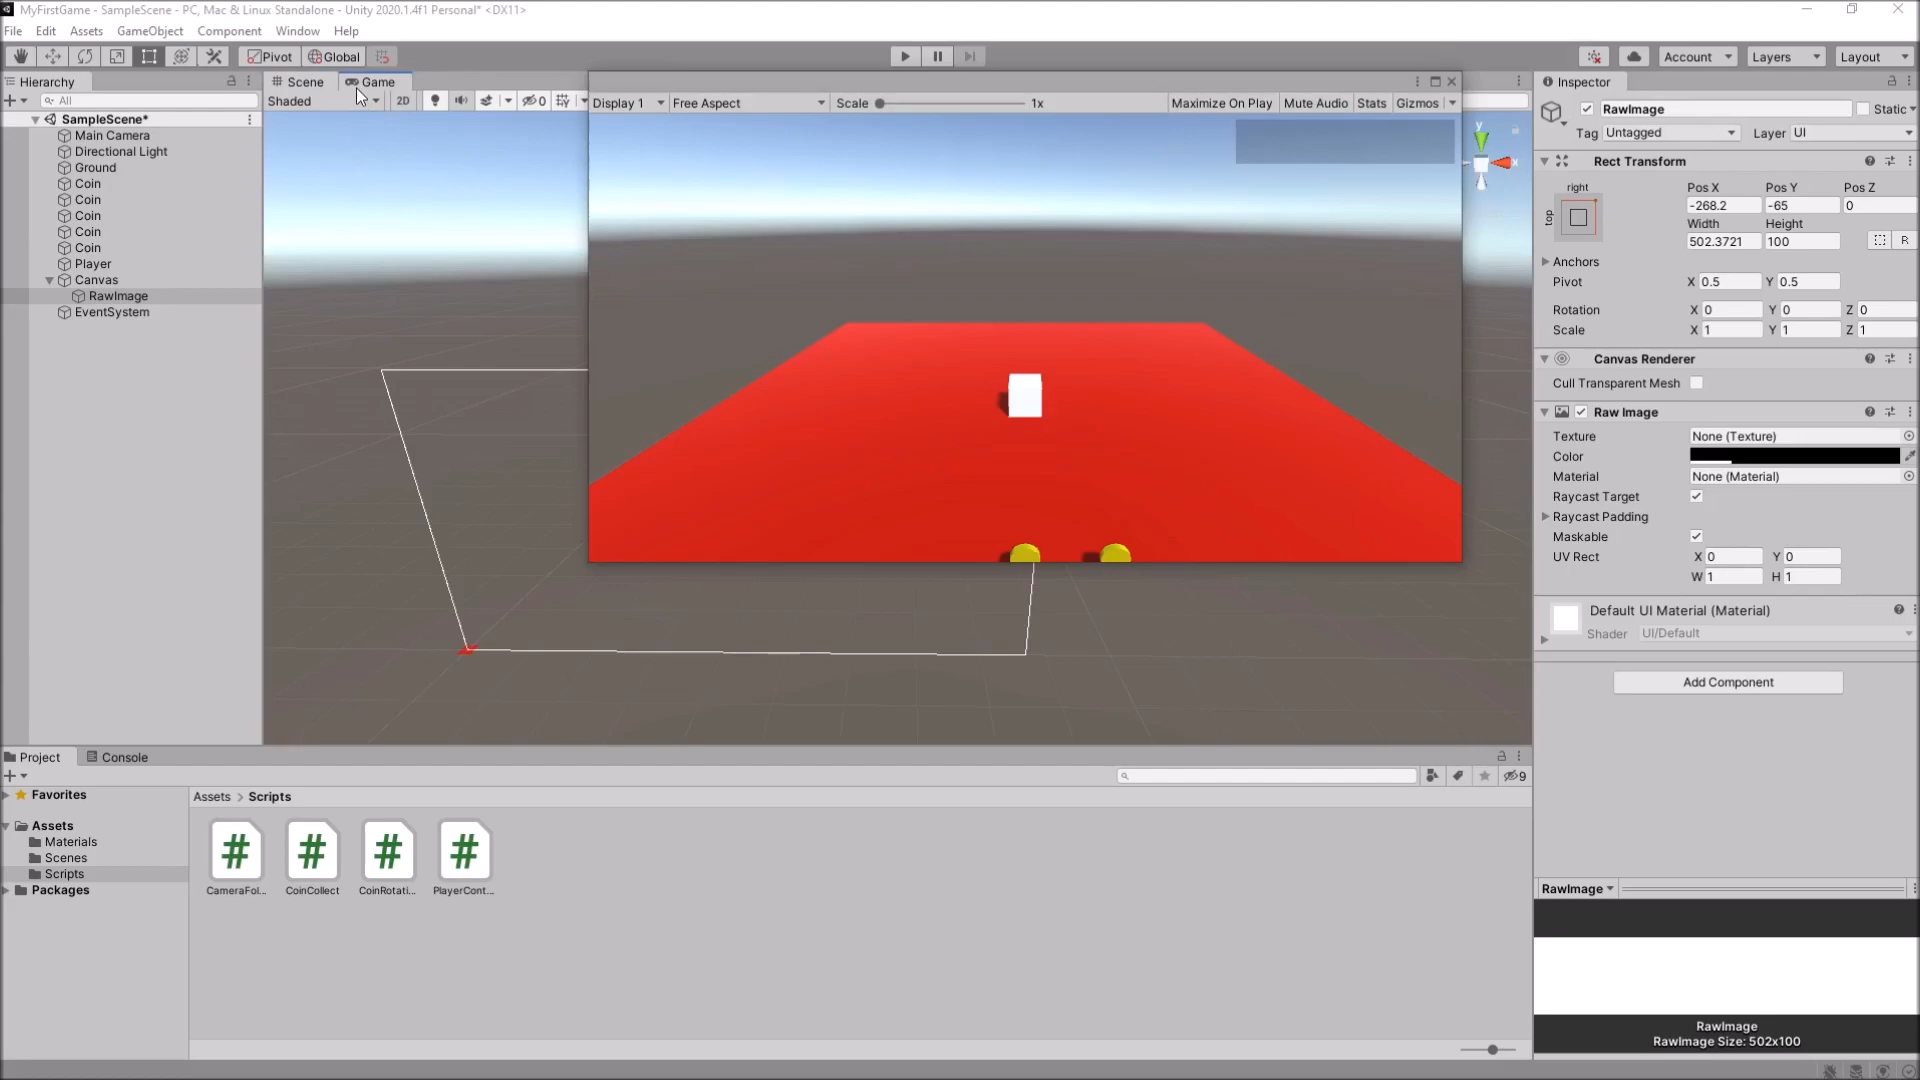 MyFirstGame - SampleScene - PC, Mac & Linux Standalone - Unity 2020.1.4f1 Personal* <DX11>
File Edit Assets GameObject Component Window Help
Pivot Global Account Layers Layout
Hierarchy
All
SampleScene*
Main Camera
Directional Light
Ground
Coin
Coin
Coin
Coin
Coin
Player
Canvas
RawImage
EventSystem
Scene Game
Shaded 2D 0
Display 1 Free Aspect Scale 1x Maximize On Play Mute Audio Stats Gizmos
y
x
Inspector
RawImage Static
Tag Untagged Layer UI
Rect Transform
right
top
Pos X Pos Y Pos Z
-268.2 -65 0
Width Height
502.3721 100 R
Anchors
Pivot X 0.5 Y 0.5
Rotation X 0 Y 0 Z 0
Scale X 1 Y 1 Z 1
Canvas Renderer
Cull Transparent Mesh
Raw Image
Texture None (Texture)
Color
Material None (Material)
Raycast Target
Raycast Padding
Maskable
UV Rect X 0 Y 0
W 1 H 1
Default UI Material (Material)
Shader UI/Default
Add Component
RawImage
RawImage
RawImage Size: 502x100
Project Console
9
Favorites
Assets
Materials
Scenes
Scripts
Packages
Assets > Scripts
CameraFol... CoinCollect CoinRotati... PlayerCont...